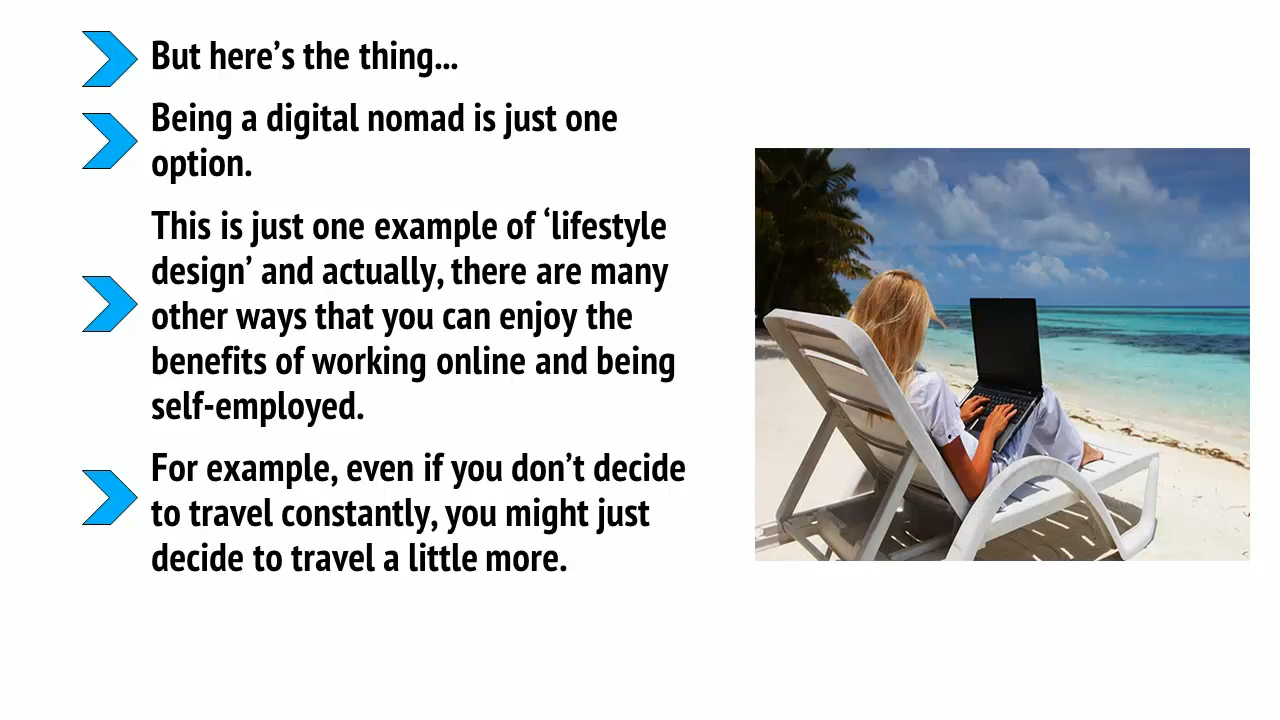 But here’s the thing...
Being a digital nomad is just one
option.
This is just one example of ‘lifestyle
design’ and actually, there are many
other ways that you can enjoy the
benefits of working online and being
self-employed.
For example, even if you don’t decide
to travel constantly, you might just
decide to travel a little more.